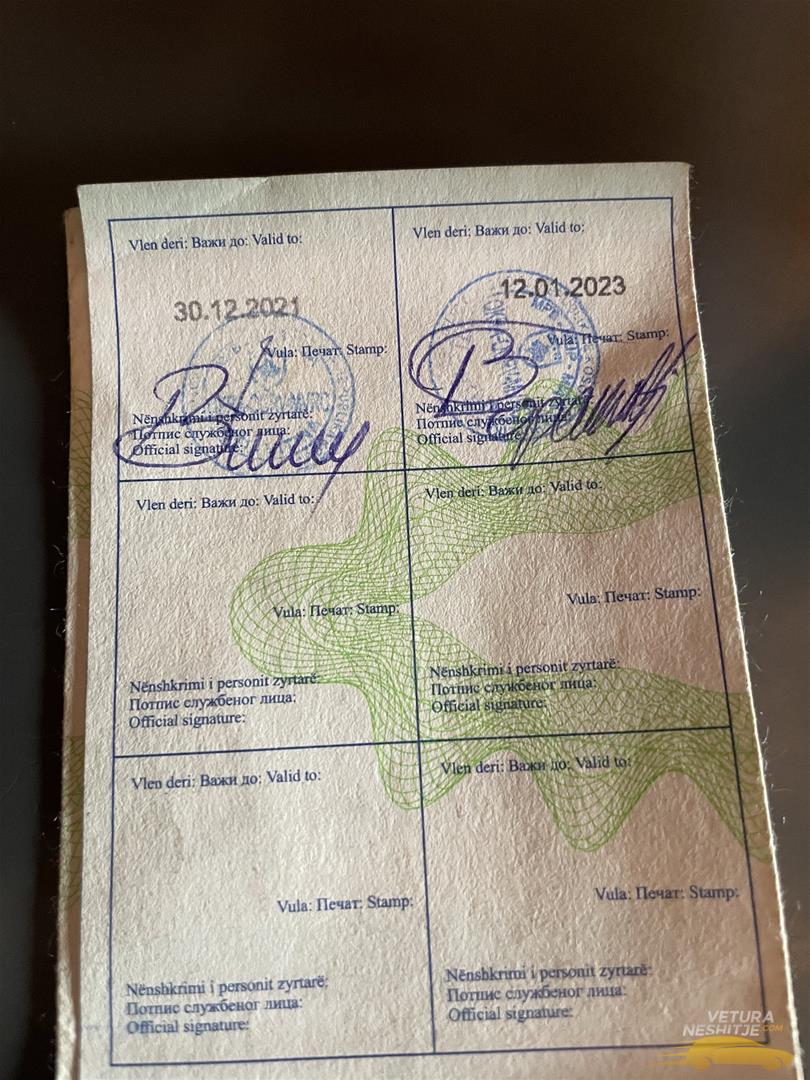 Vlen deri: Важи до: Valid to:
30.12.2021
Vula: Печат: Stamp:
Nënshkrimi i personit zyrtarë:
Потпис службеног лица:
Official signature:
Vlen deri: Важи до: Valid to:
12.01.2023
Vula: Печат: Stamp:
Nënshkrimi i personit zyrtarë:
Потпис службеног лица:
Official signature:
Vlen deri: Важи до: Valid to:
Vula: Печат: Stamp:
Nënshkrimi i personit zyrtarë:
Потпис службеног лица:
Official signature:
Vlen deri: Важи до: Valid to:
Vula: Печат: Stamp:
Nënshkrimi i personit zyrtarë:
Потпис службеног лица:
Official signature:
Vlen deri: Важи до: Valid to:
Vula: Печат: Stamp:
Nënshkrimi i personit zyrtarë:
Потпис службеног лица:
Official signature:
Vlen deri: Важи до: Valid to:
Vula: Печат: Stamp:
Nënshkrimi i personit zyrtarë:
Потпис службеног лица:
Official signature:
VETURA
NESHITJE.COM